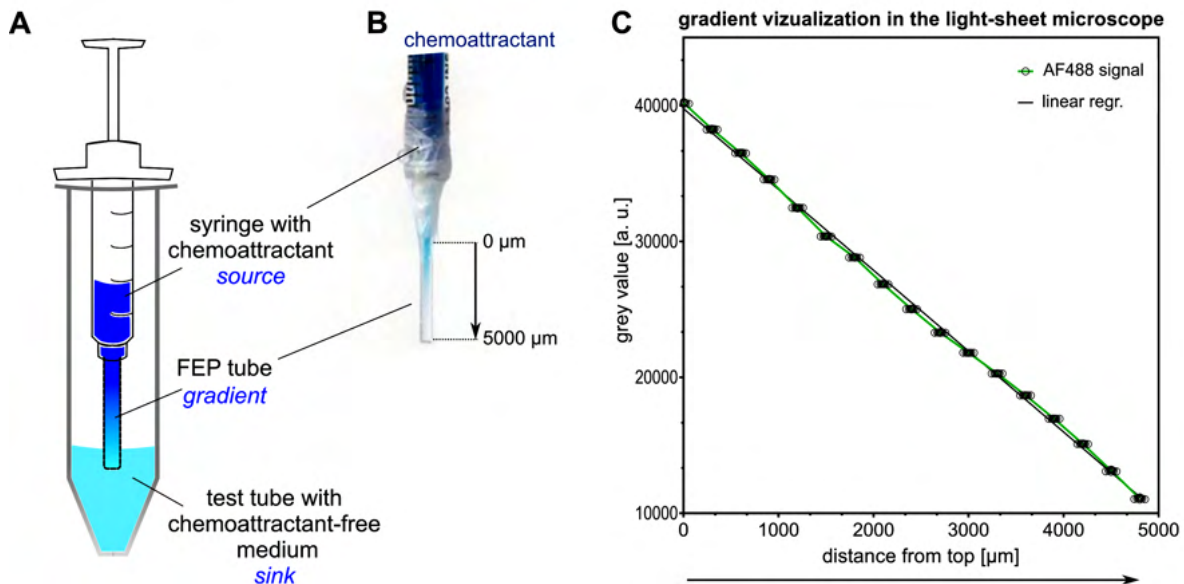 A
syringe with
chemoattractant
source
FEP tube
gradient
test tube with
chemoattractant-free
medium
sink
B
chemoattractant
0 µm
5000 µm
C
gradient vizualization in the light-sheet microscope
AF488 signal
linear regr.
grey value [a. u.]
40000
30000
20000
10000
0
1000
2000
3000
4000
5000
distance from top [µm]